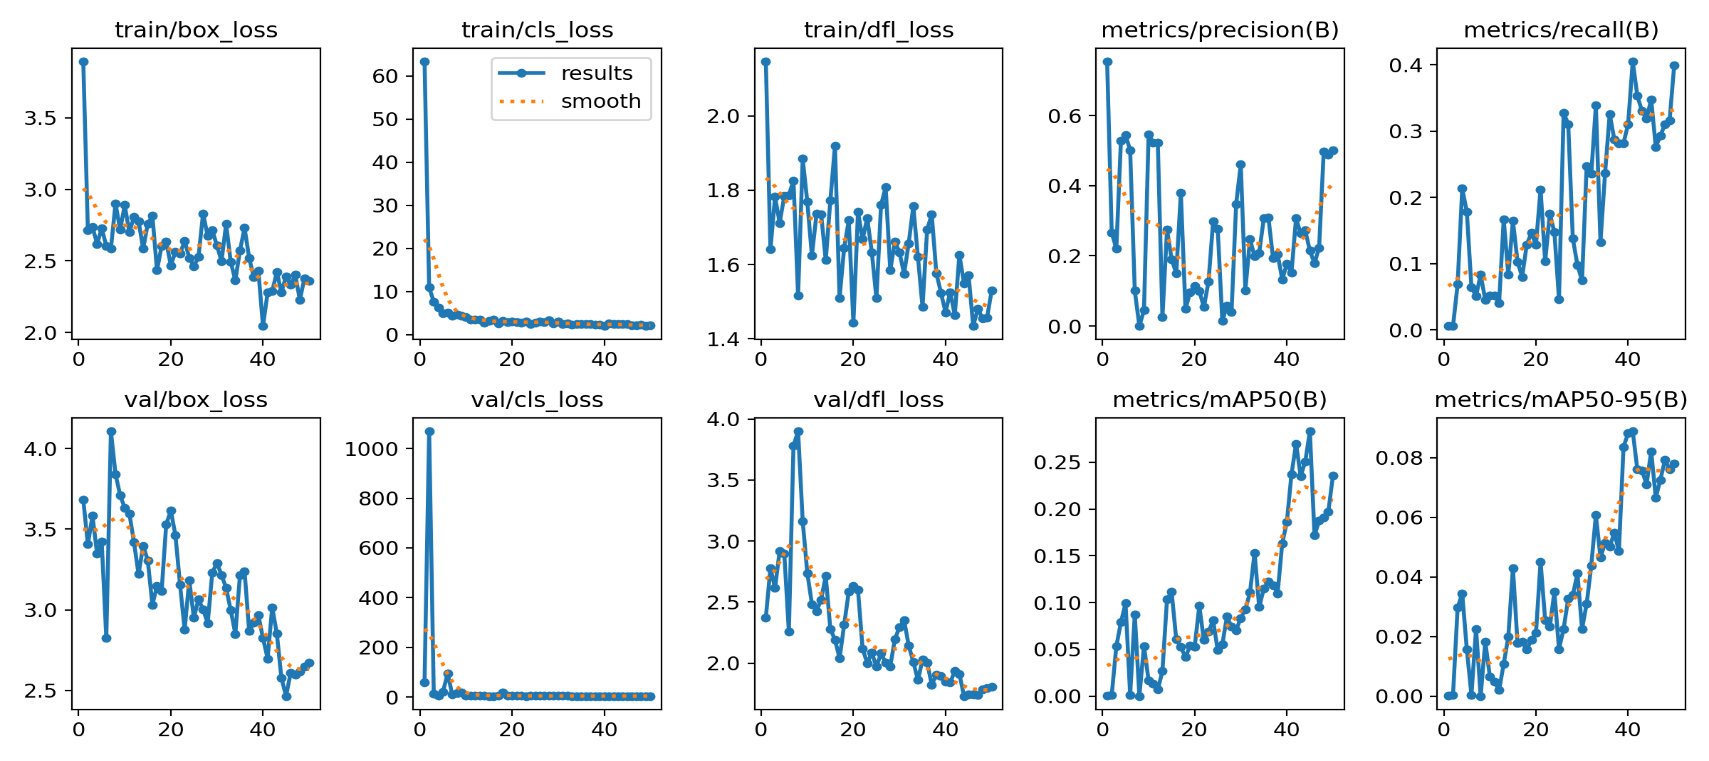 train/box_loss
train/cls_loss
train/dfl_loss
metrics/precision(B)
metrics/recall(B)
3.5
3.0
2.5
2.0
0 20 40
60
50
40
30
20
10
0
0 20 40
results
smooth
2.0
1.8
1.6
1.4
0 20 40
0.6
0.4
0.2
0.0
0 20 40
0.4
0.3
0.2
0.1
0.0
0 20 40
val/box_loss
val/cls_loss
val/dfl_loss
metrics/mAP50(B)
metrics/mAP50-95(B)
4.0
3.5
3.0
2.5
0 20 40
1000
800
600
400
200
0
0 20 40
4.0
3.5
3.0
2.5
2.0
0 20 40
0.25
0.20
0.15
0.10
0.05
0.00
0 20 40
0.08
0.06
0.04
0.02
0.00
0 20 40